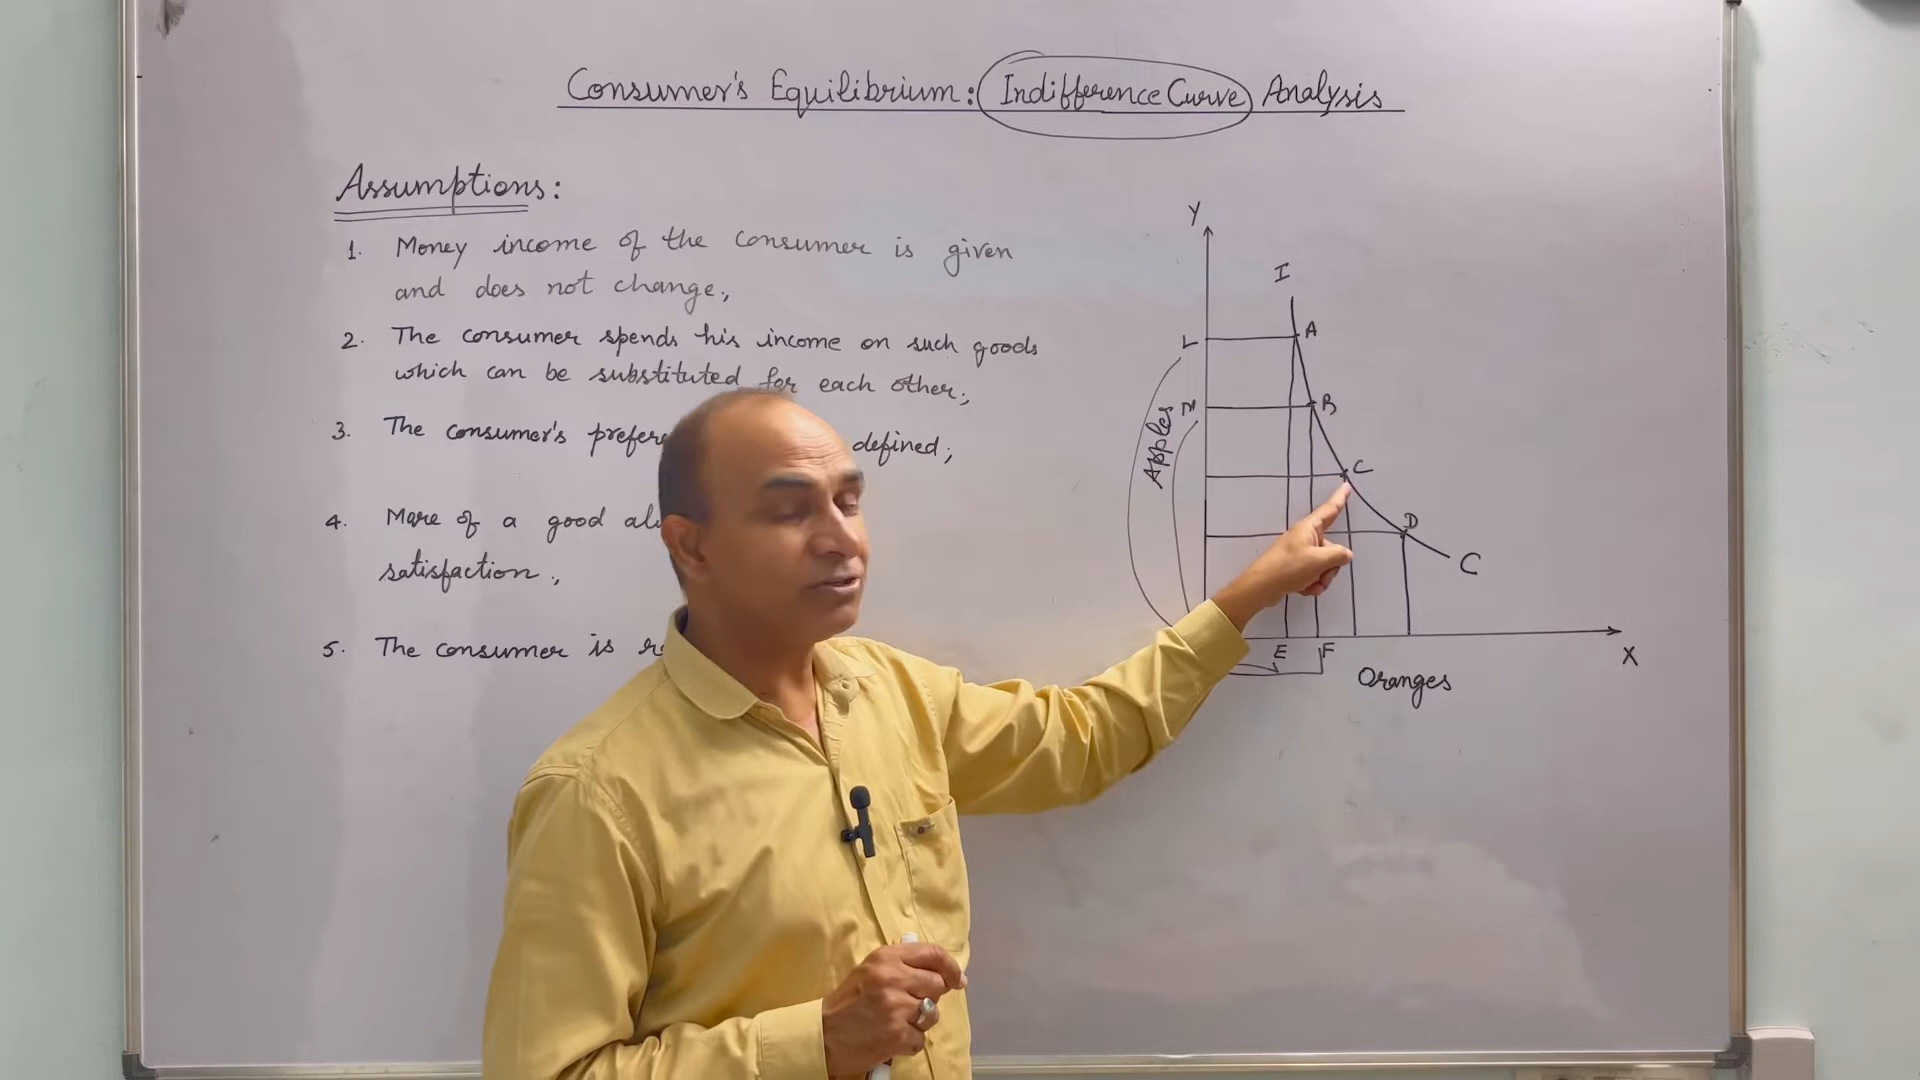 Consumer's Equilibrium: Indifference Curve Analysis
Assumptions:
1. Money income of the consumer is given
and does not change;
2. The consumer spends his income on such goods
which can be substituted for each other;
3. The consumer's defined;
4. More of a good
satisfaction;
5. The consumer is
Y
I
L A
B
Apples
C
D
C
E F
X
Oranges